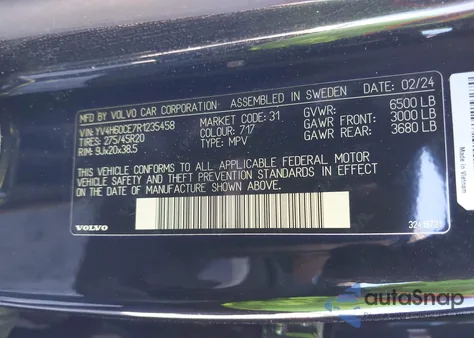 MFD BY VOLVO CAR CORPORATION ASSEMBLED IN SWEDEN DATE: 02/24
VIN: YV4H60CE7R1235458 MARKET CODE: 31 GVWR: 6500 LB
TIRES: 275/45R20 COLOUR: 717 GAWR FRONT: 3000 LB
RIM: 9Jx20x38.5 TYPE: MPV GAWR REAR: 3680 LB
THIS VEHICLE CONFORMS TO ALL APPLICABLE FEDERAL MOTOR
VEHICLE SAFETY AND THEFT PREVENTION STANDARDS IN EFFECT
ON THE DATE OF MANUFACTURE SHOWN ABOVE.
VOLVO
Made in Vietnam
autoSnap